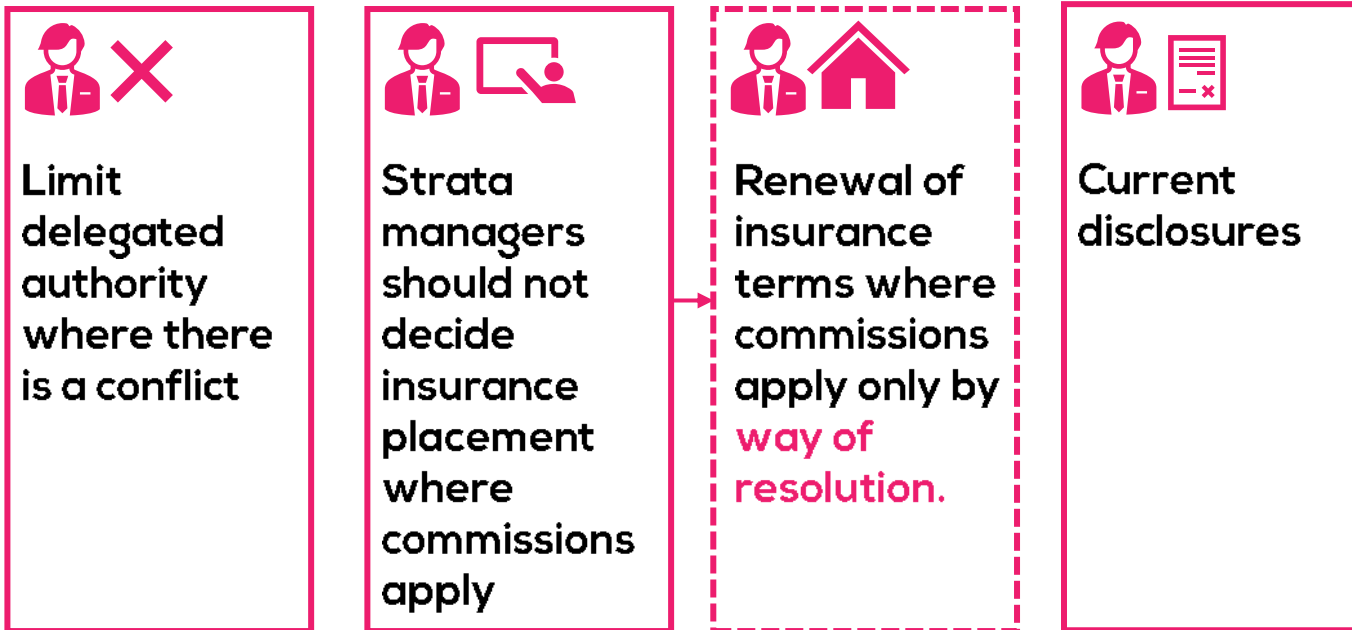 Limit
delegated
authority
where there
is a conflict
Strata
managers
should not
decide
insurance
placement
where
commissions
apply
Renewal of
insurance
terms where
commissions
apply only by
way of
resolution.
Current
disclosures